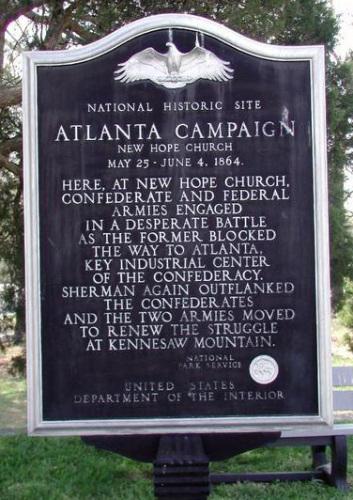 NATIONAL HISTORIC SITE
ATLANTA CAMPAIGN
NEW HOPE CHURCH
MAY 25 - JUNE 4, 1864.
HERE, AT NEW HOPE CHURCH,
CONFEDERATE AND FEDERAL
ARMIES ENGAGED
IN A DESPERATE BATTLE
AS THE FORMER BLOCKED
THE WAY TO ATLANTA,
KEY INDUSTRIAL CENTER
OF THE CONFEDERACY.
SHERMAN AGAIN OUTFLANKED
THE CONFEDERATES
AND THE TWO ARMIES MOVED
TO RENEW THE STRUGGLE
AT KENNESAW MOUNTAIN.
NATIONAL
PARK SERVICE
UNITED STATES
DEPARTMENT OF THE INTERIOR